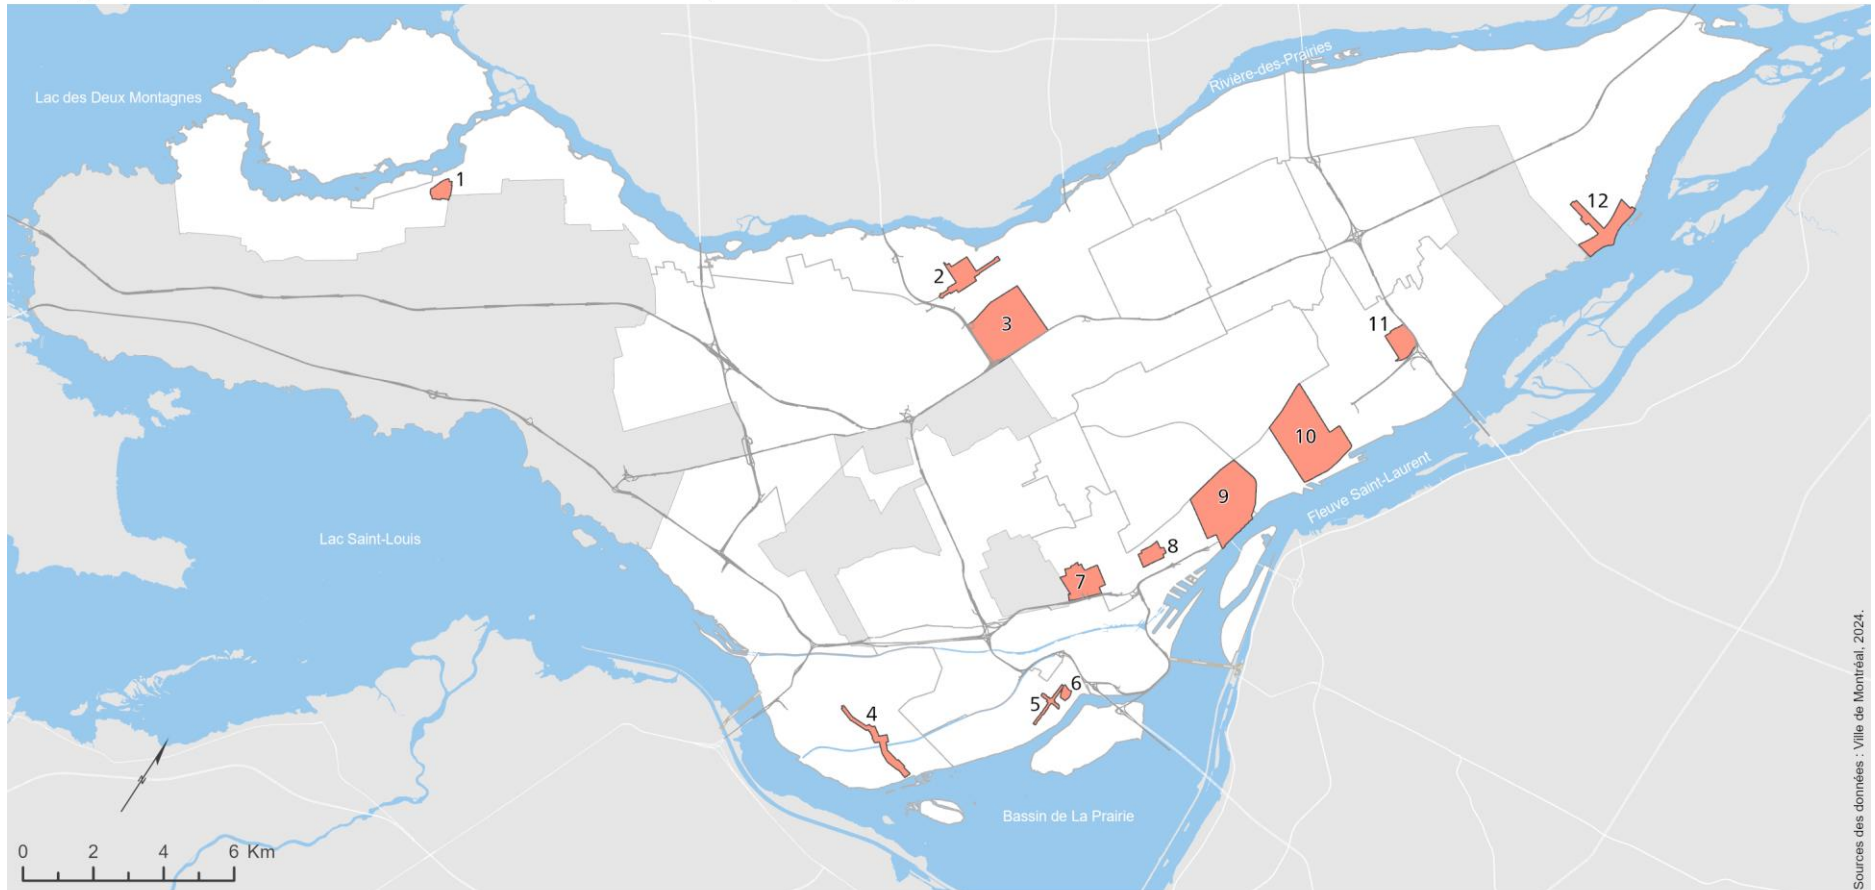 Rivière-des-Prairies
Lac des Deux Montagnes
1
12
2
3
11
10
9
Fleuve Saint-Laurent
Lac Saint-Louis
8
7
6
5
4
Bassin de La Prairie
N
0 2 4 6 Km
Sources des données : Ville de Montréal, 2024.